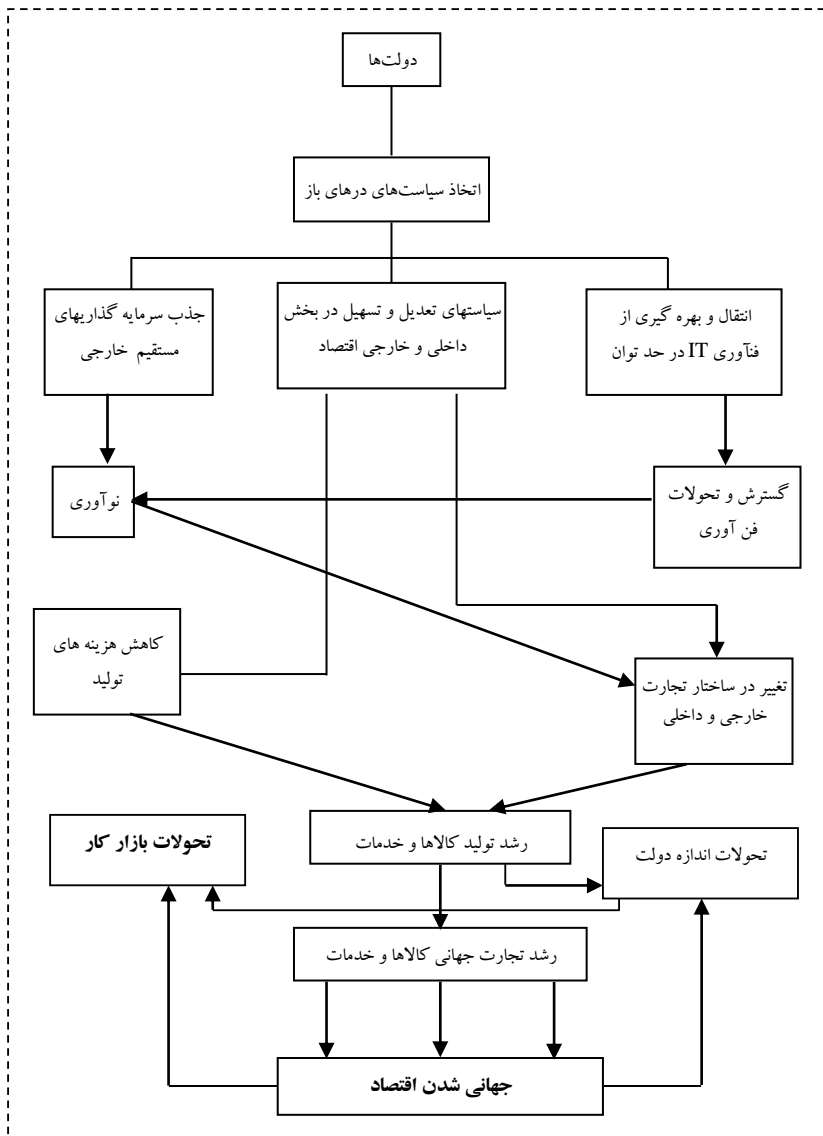 دولت‌ها
اتخاذ سیاست‌های درهای باز
انتقال و بهره گیری از
فنآوری IT در حد توان
سیاستهای تعدیل و تسهیل در بخش
داخلی و خارجی اقتصاد
جذب سرمایه گذاریهای
مستقیم خارجی
گسترش و تحولات
فن آوری
نوآوری
کاهش هزینه های
تولید
تغییر در ساختار تجارت
خارجی و داخلی
رشد تولید کالاها و خدمات
تحولات اندازه دولت
تحولات بازار کار
رشد تجارت جهانی کالاها و خدمات
جهانی شدن اقتصاد